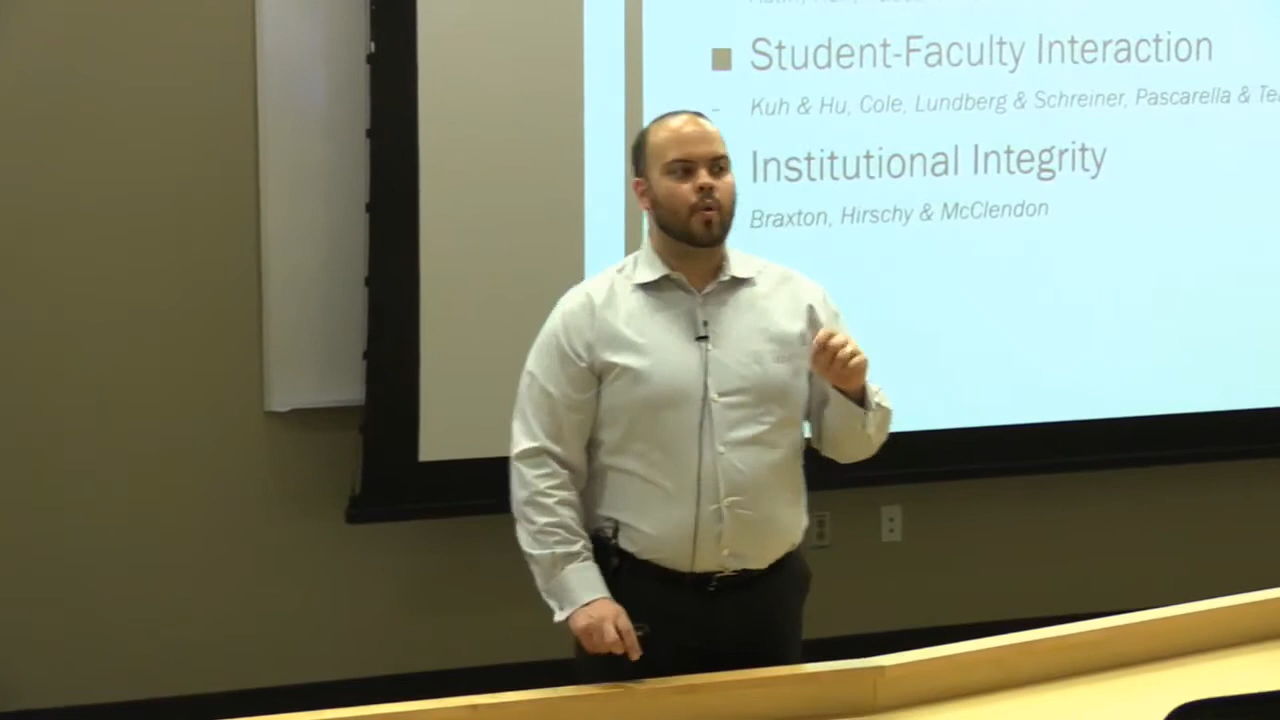 Student-Faculty Interaction
- Kuh & Hu, Cole, Lundberg & Schreiner, Pascarella &
Institutional Integrity
Braxton, Hirschy & McClendon